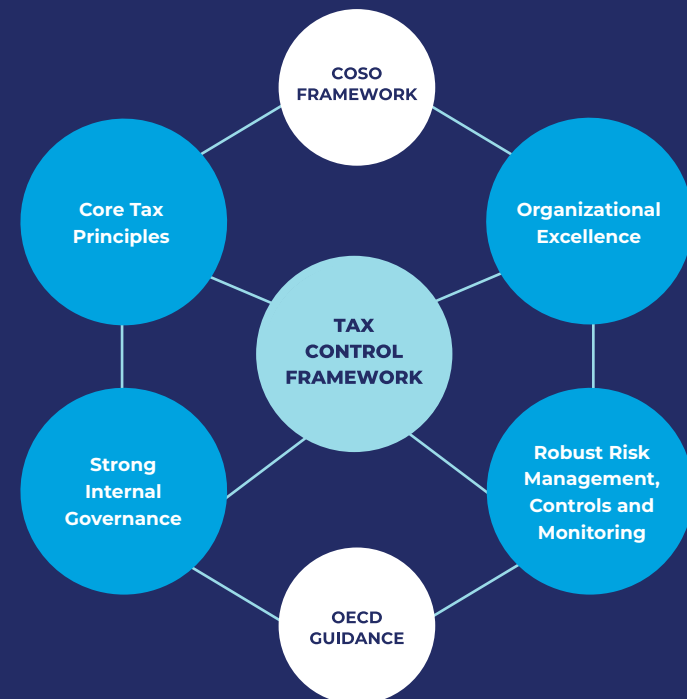 COSO
FRAMEWORK
Core Tax
Principles
Organizational
Excellence
TAX
CONTROL
FRAMEWORK
Strong
Internal
Governance
Robust Risk
Management,
Controls and
Monitoring
OECD
GUIDANCE